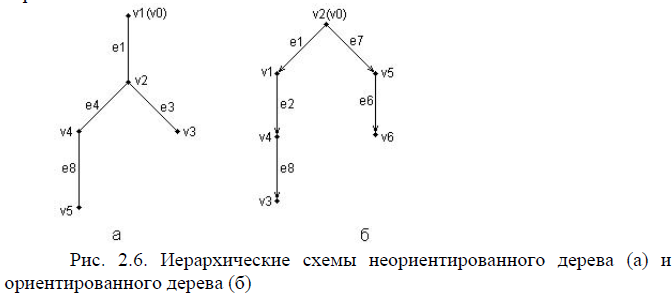 v1(v0)
e1
v2
e4
e3
v4
v3
e8
v5
а
v2(v0)
e1
e7
v1
v5
e2
e6
v4
v6
e8
v3
б
Рис. 2.6. Иерархические схемы неориентированного дерева (а) и
ориентированного дерева (б)